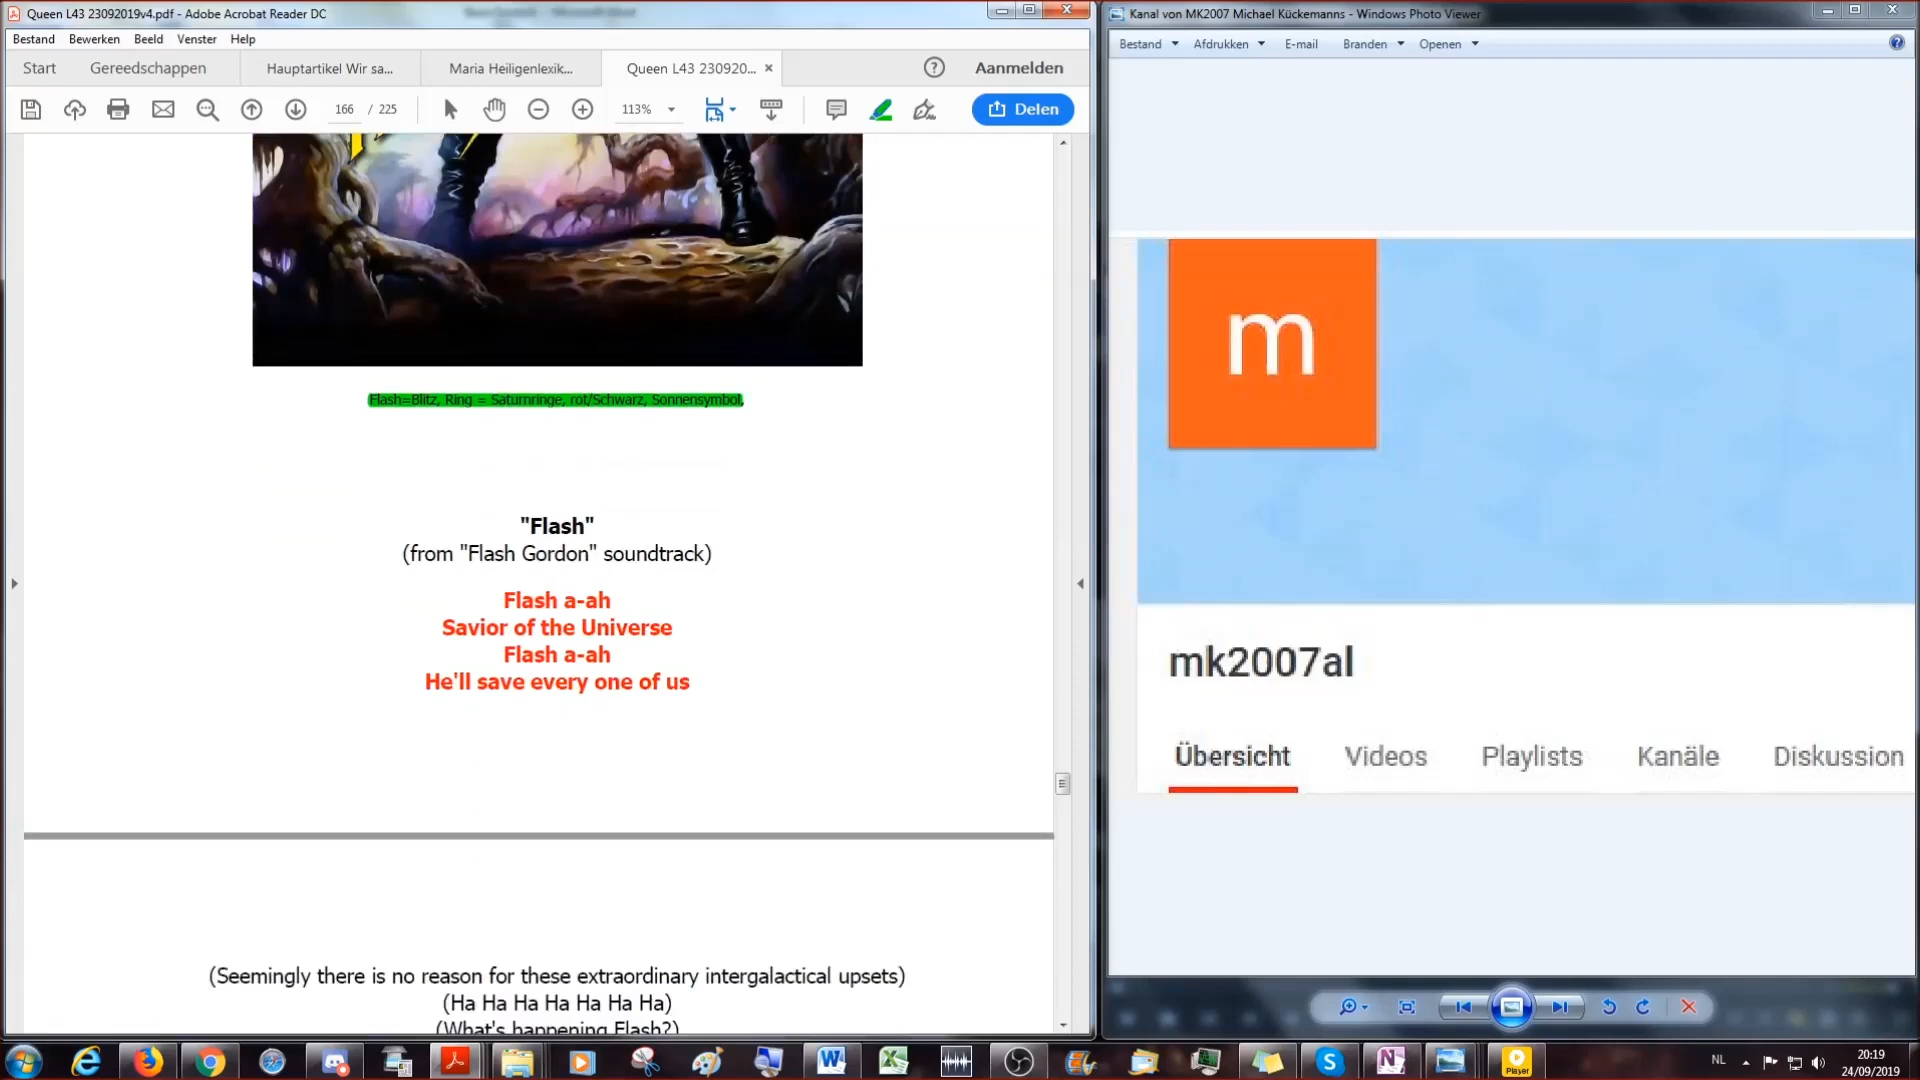 Queen L43 23092019v4.pdf - Adobe Acrobat Reader DC
Bestand Bewerken Beeld Venster Help
Start Gereedschappen Hauptartikel Wir sa... Maria Heiligenlexik... Queen L43 230920... × Aanmelden
166 / 225 113% Delen
Flash=Blitz, Ring = Saturnringe, rot/Schwarz, Sonnensymbol,
"Flash"
(from "Flash Gordon" soundtrack)
Flash a-ah
Savior of the Universe
Flash a-ah
He'll save every one of us
(Seemingly there is no reason for these extraordinary intergalactical upsets)
(Ha Ha Ha Ha Ha Ha Ha)
(What's happening Flash?)
Kanal von MK2007 Michael Kückemanns - Windows Photo Viewer
Bestand Afdrukken E-mail Branden Openen
m
mk2007al
Übersicht Videos Playlists Kanäle Diskussion
Player
NL
20:19
24/09/2019